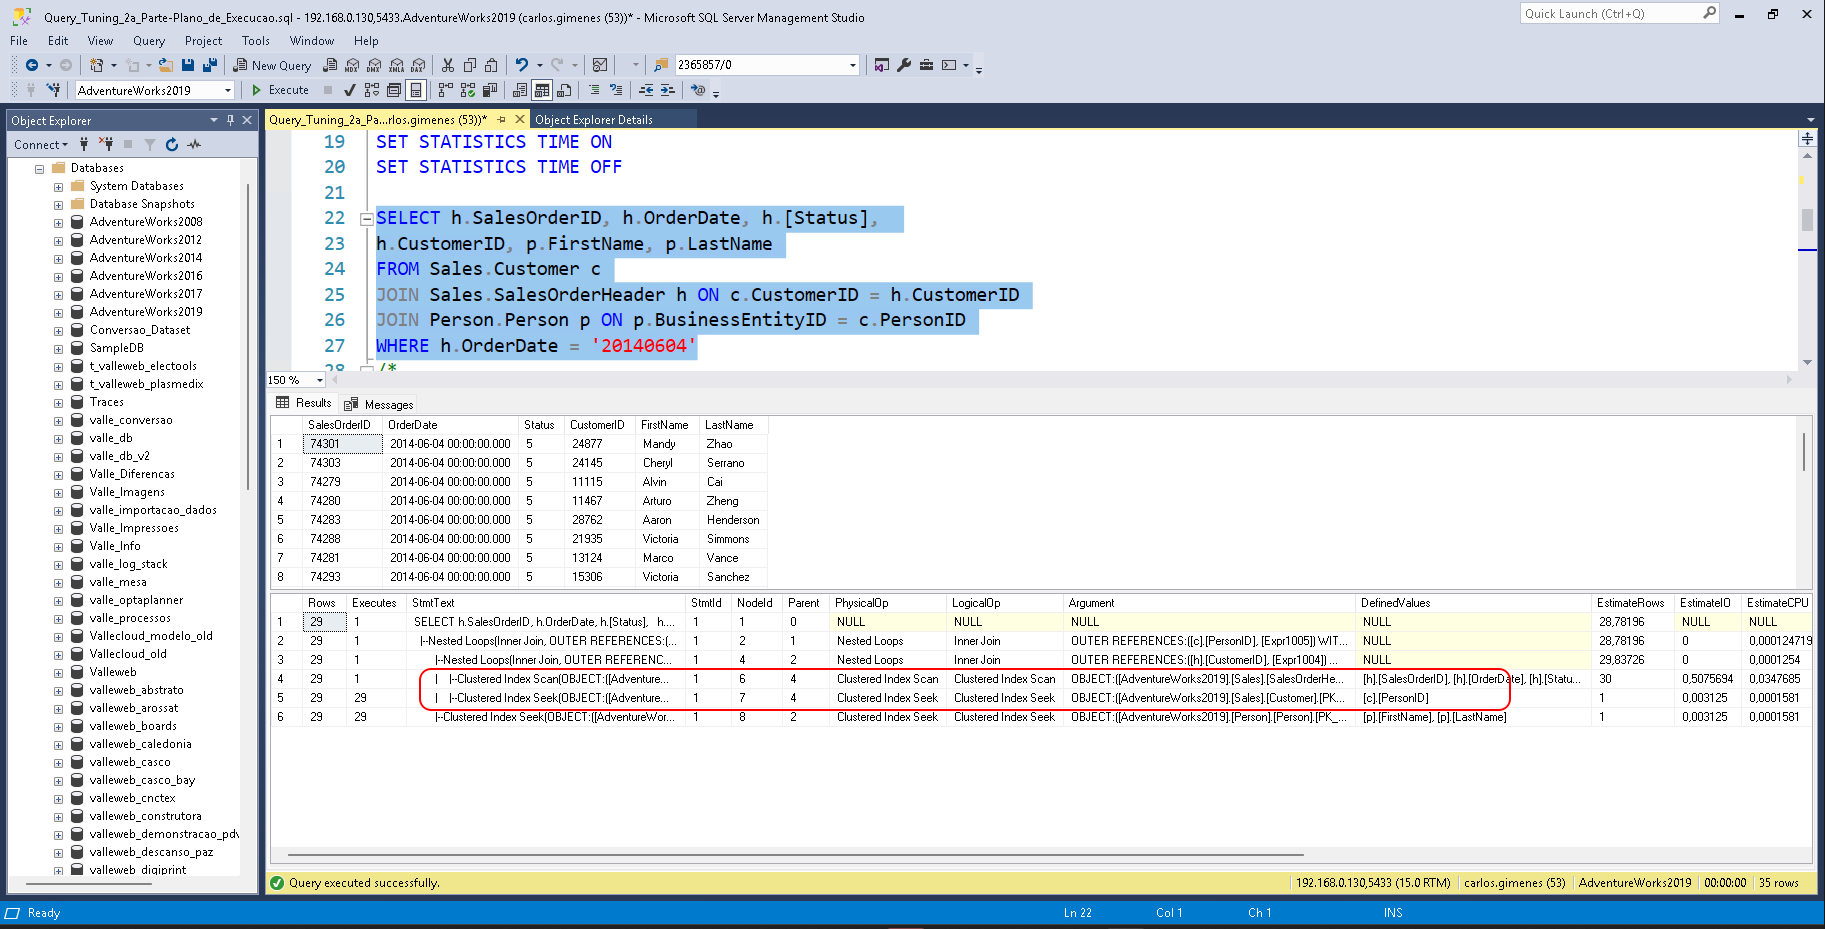 Query_Tuning_2a_Parte-Plano_de_Execucao.sql - 192.168.0.130,5433.AdventureWorks2019 (carlos.gimenes (53))* - Microsoft SQL Server Management Studio
Quick Launch (Ctrl+Q)
File Edit View Query Project Tools Window Help
New Query MDX DMX XMLA DAX 2365857/0
AdventureWorks2019 Execute
Object Explorer
Connect
Databases
System Databases
Database Snapshots
AdventureWorks2008
AdventureWorks2012
AdventureWorks2014
AdventureWorks2016
AdventureWorks2017
AdventureWorks2019
Conversao_Dataset
SampleDB
t_valleweb_electools
t_valleweb_plasmedix
Traces
valle_conversao
valle_db
valle_db_v2
Valle_Diferencas
Valle_Imagens
valle_importacao_dados
Valle_Impressoes
Valle_Info
valle_log_stack
valle_mesa
valle_optaplanner
valle_processos
Vallecloud_modelo_old
Vallecloud_old
Valleweb
valleweb_abstrato
valleweb_arossat
valleweb_boards
valleweb_caledonia
valleweb_casco
valleweb_casco_bay
valleweb_cnctex
valleweb_construtora
valleweb_demonstracao_pdv
valleweb_descanso_paz
valleweb_digiprint
Query_Tuning_2a_Pa...rlos.gimenes (53))* Object Explorer Details
19 SET STATISTICS TIME ON
20 SET STATISTICS TIME OFF
21
22 SELECT h.SalesOrderID, h.OrderDate, h.[Status],
23 h.CustomerID, p.FirstName, p.LastName
24 FROM Sales.Customer c
25 JOIN Sales.SalesOrderHeader h ON c.CustomerID = h.CustomerID
26 JOIN Person.Person p ON p.BusinessEntityID = c.PersonID
27 WHERE h.OrderDate = '20140604'
28 /*
150 %
Results Messages
SalesOrderID OrderDate Status CustomerID FirstName LastName
1 74301 2014-06-04 00:00:00.000 5 24877 Mandy Zhao
2 74303 2014-06-04 00:00:00.000 5 24145 Cheryl Serrano
3 74279 2014-06-04 00:00:00.000 5 11115 Alvin Cai
4 74280 2014-06-04 00:00:00.000 5 11467 Arturo Zheng
5 74283 2014-06-04 00:00:00.000 5 28762 Aaron Henderson
6 74288 2014-06-04 00:00:00.000 5 21935 Victoria Simmons
7 74281 2014-06-04 00:00:00.000 5 13124 Marco Vance
8 74293 2014-06-04 00:00:00.000 5 15306 Victoria Sanchez
Rows Executes StmtText StmtId NodeId Parent PhysicalOp LogicalOp Argument DefinedValues EstimateRows EstimateIO EstimateCPU
1 29 1 SELECT h.SalesOrderID, h.OrderDate, h.[Status], h.... 1 1 0 NULL NULL NULL NULL 28,78196 NULL NULL
2 29 1 |--Nested Loops(Inner Join, OUTER REFERENCES:(... 1 2 1 Nested Loops Inner Join OUTER REFERENCES:([c].[PersonID], [Expr1005]) WIT... NULL 28,78196 0 0,000124719
3 29 1 |--Nested Loops(Inner Join, OUTER REFERENC... 1 4 2 Nested Loops Inner Join OUTER REFERENCES:([h].[CustomerID], [Expr1004]) ... NULL 29,83726 0 0,0001254
4 29 1 | |--Clustered Index Scan(OBJECT:([Adventure... 1 6 4 Clustered Index Scan Clustered Index Scan OBJECT:([AdventureWorks2019].[Sales].[SalesOrderHe... [h].[SalesOrderID], [h].[OrderDate], [h].[Statu... 30 0,5075694 0,0347685
5 29 29 | |--Clustered Index Seek(OBJECT:([Adventure... 1 7 4 Clustered Index Seek Clustered Index Seek OBJECT:([AdventureWorks2019].[Sales].[Customer].[PK... [c].[PersonID] 1 0,003125 0,0001581
6 29 29 |--Clustered Index Seek(OBJECT:([AdventureWor... 1 8 2 Clustered Index Seek Clustered Index Seek OBJECT:([AdventureWorks2019].[Person].[Person].[PK_... [p].[FirstName], [p].[LastName] 1 0,003125 0,0001581
Query executed successfully. 192.168.0.130,5433 (15.0 RTM) carlos.gimenes (53) AdventureWorks2019 00:00:00 35 rows
Ready Ln 22 Col 1 Ch 1 INS